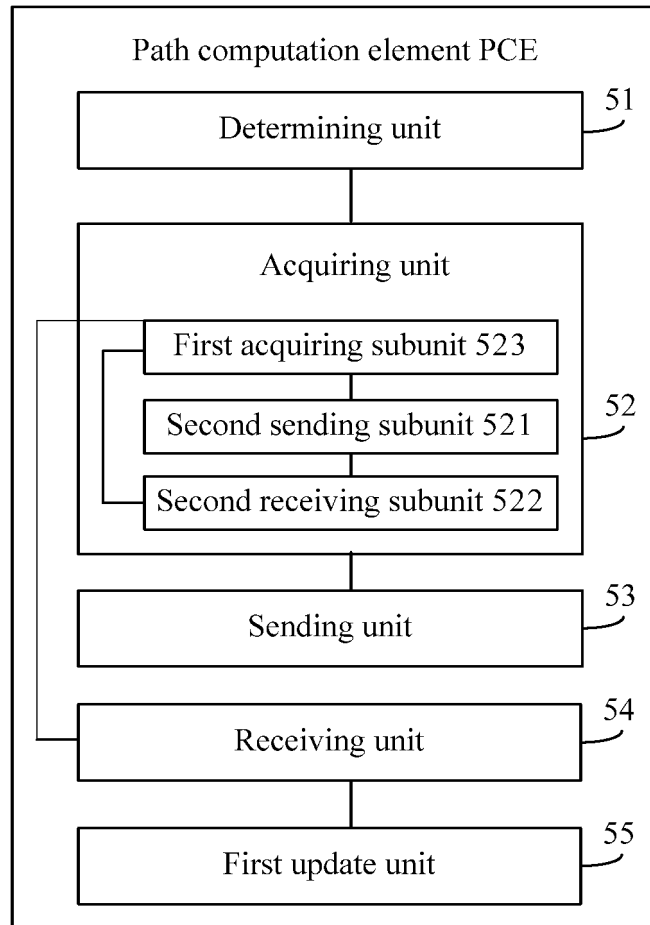 Path computation element PCE
51
Determining unit
Acquiring unit
First acquiring subunit 523
52
Second sending subunit 521
Second receiving subunit 522
53
Sending unit
54
Receiving unit
55
First update unit